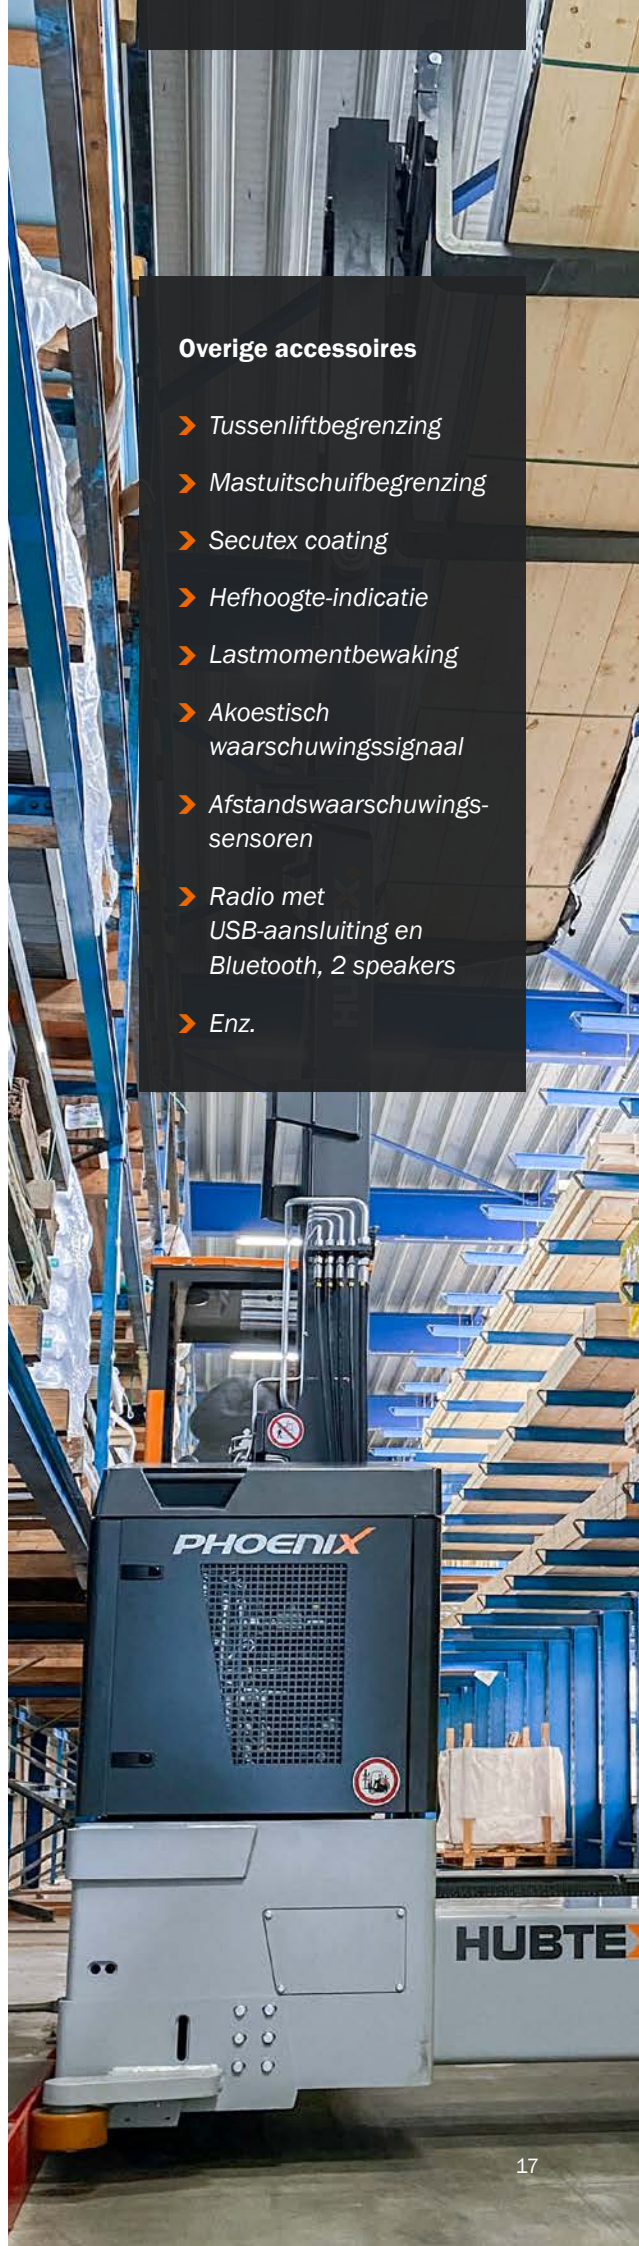 Overige accessoires
Tussenliftbegrenzing
Mastuitschuifbegrenzing
Secutex coating
Hefhoogte-indicatie
Lastmomentbewaking
Akoestisch
waarschuwingssignaal
Afstandswaarschuwings-
sensoren
Radio met
USB-aansluiting en
Bluetooth, 2 speakers
Enz.
PHOENIX
HUBTEX
17